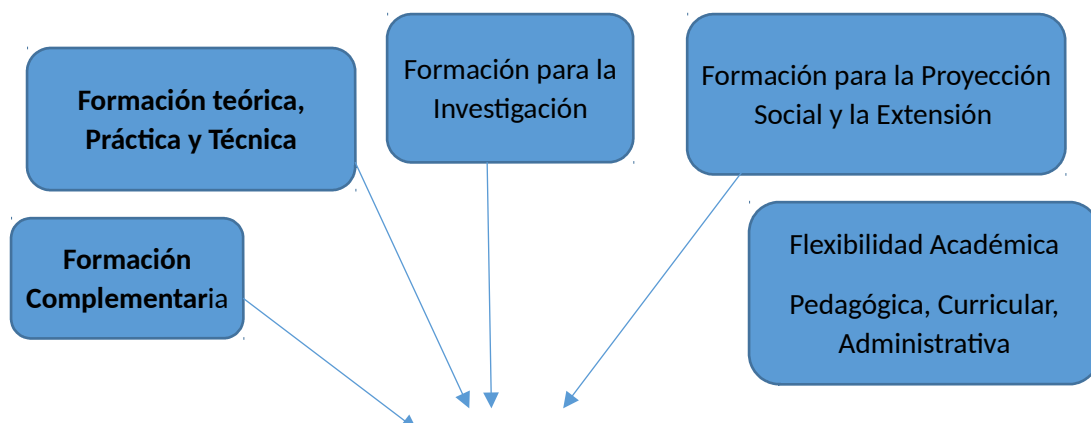 Formación teórica,
Práctica y Técnica
Formación para la
Investigación
Formación para la Proyección
Social y la Extensión
Formación
Complementaria
Flexibilidad Académica
Pedagógica, Curricular,
Administrativa